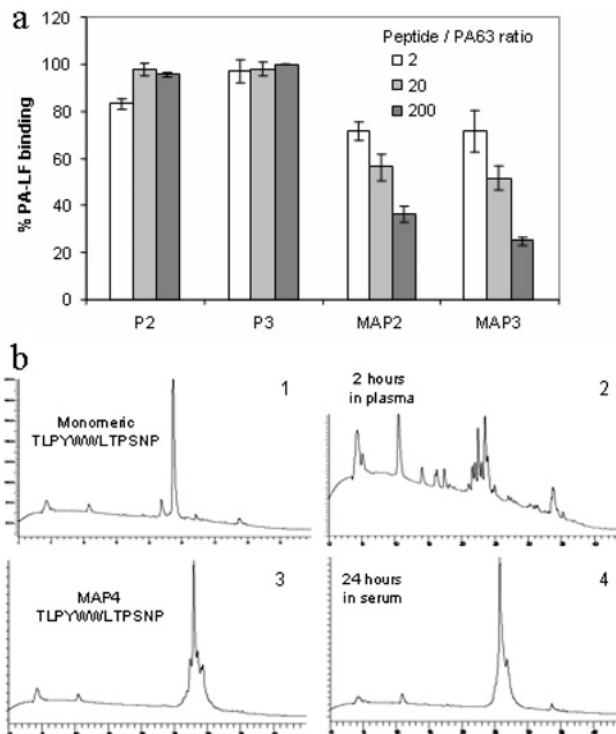 a
Peptide / PA63 ratio
2
20
200
% PA-LF binding
120
100
80
60
40
20
0
P2
P3
MAP2
MAP3
b
1
Monomeric
TLPYWWLTPSNP
2
2 hours
in plasma
3
MAP4
TLPYWWLTPSNP
4
24 hours
in serum